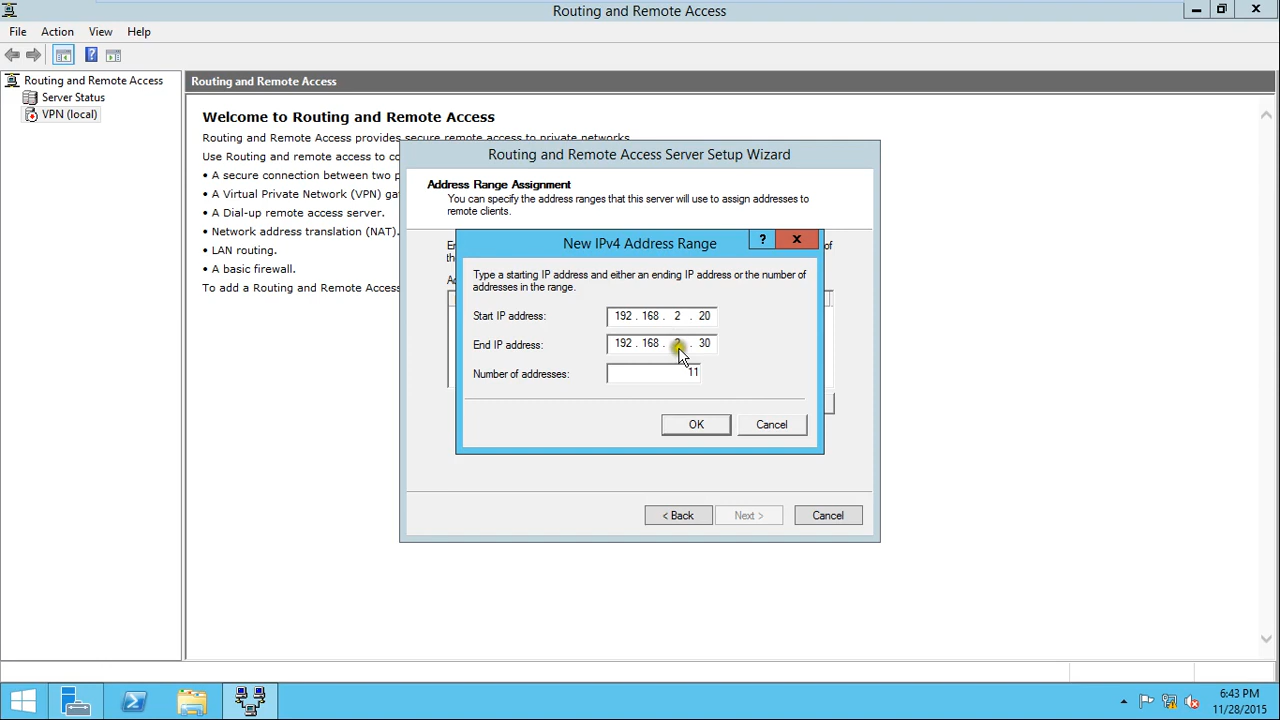 Routing and Remote Access
File Action View Help
Routing and Remote Access
Server Status
VPN (local)
Routing and Remote Access
Welcome to Routing and Remote Access
Routing and Remote Access provides secure remote access to private networks.
Use Routing and remote access to co
• A secure connection between two p
• A Virtual Private Network (VPN) ga
• A Dial-up remote access server.
• Network address translation (NAT).
• LAN routing.
• A basic firewall.
To add a Routing and Remote Access
Routing and Remote Access Server Setup Wizard
Address Range Assignment
You can specify the address ranges that this server will use to assign addresses to
remote clients.
of
New IPv4 Address Range
? X
Type a starting IP address and either an ending IP address or the number of
addresses in the range.
Start IP address: 192 . 168 . 2 . 20
End IP address: 192 . 168 . 2 . 30
Number of addresses: 11
OK Cancel
< Back Next > Cancel
6:43 PM
11/28/2015